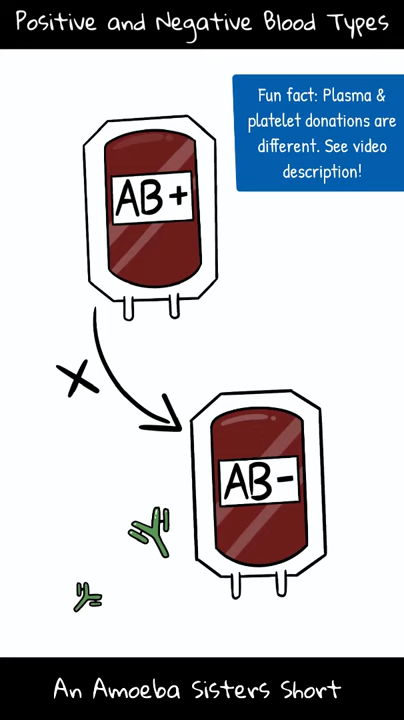 Positive and Negative Blood Types
Fun fact: Plasma &
platelet donations are
different. See video
description!
AB+
AB-
An Amoeba Sisters Short